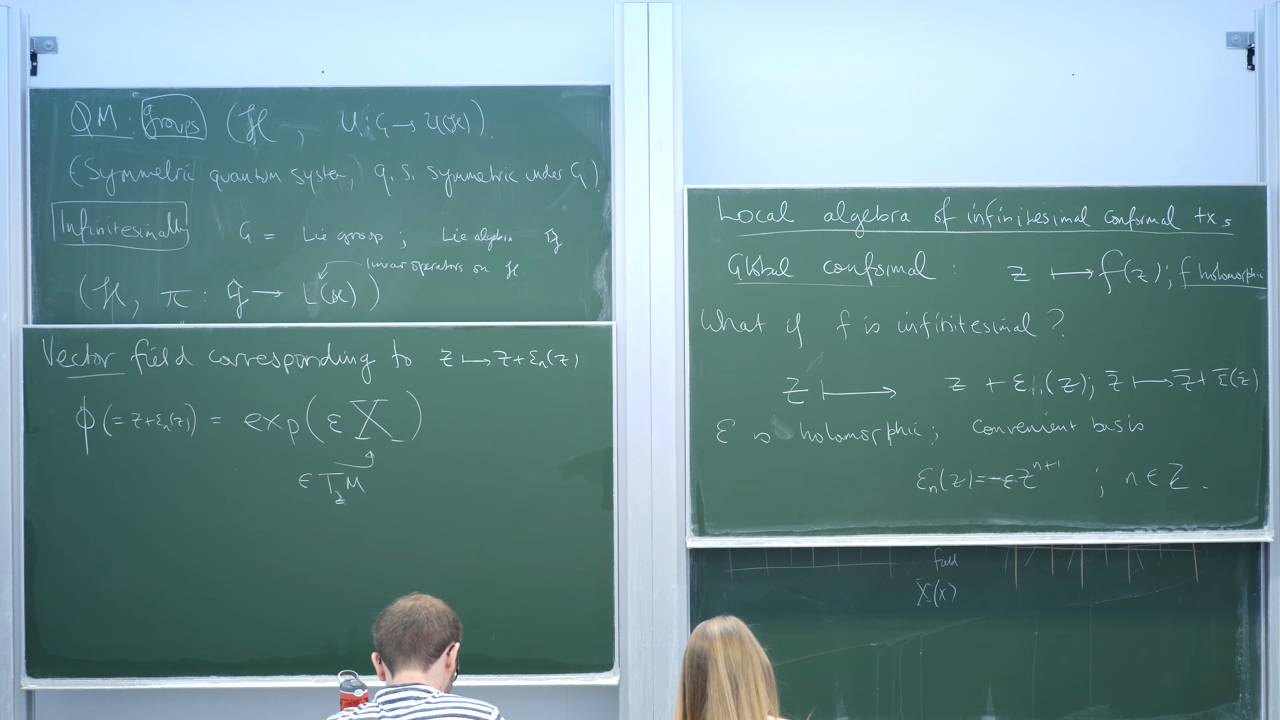 QM: groups (ℋ, U: G → U(ℋ)).
(Symmetric quantum system, q. S. symmetric under G)
Infinitesimally G = Lie group; Lie algebra 𝔤
linear operators on ℋ
(ℋ, π: 𝔤 → L(ℋ))
Vector field corresponding to z ↦ z + ε_n(z)
ϕ (= z + ε_n(z)) = exp(ε X)
∈ T_z M
Local algebra of infinitesimal conformal txs
Global conformal: z ↦ f(z); f holomorphic
What if f is infinitesimal?
z ↦ z + ε(z); z̄ ↦ z̄ + ε̄(z̄)
ε is holomorphic; convenient basis
ε_n(z) = -εz^{n+1}; n ∈ ℤ.
field
X(x)